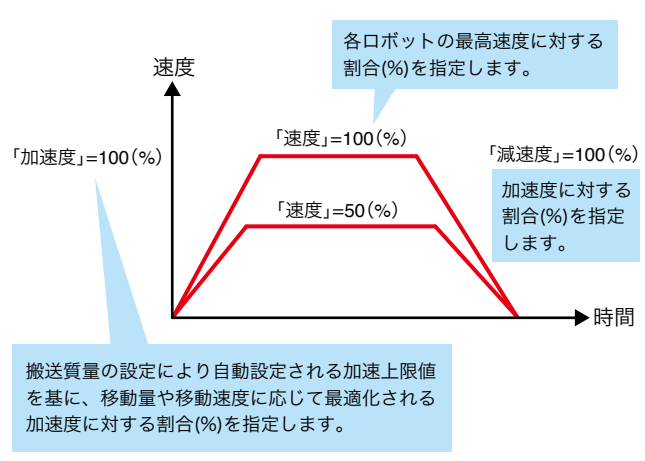 各ロボットの最高速度に対する
割合(%)を指定します。
速度
「速度」=100(%)
「加速度」=100(%)
「減速度」=100(%)
加速度に対する
割合(%)を指定
します。
「速度」=50(%)
時間
搬送質量の設定により自動設定される加速上限値
を基に、移動量や移動速度に応じて最適化される
加速度に対する割合(%)を指定します。